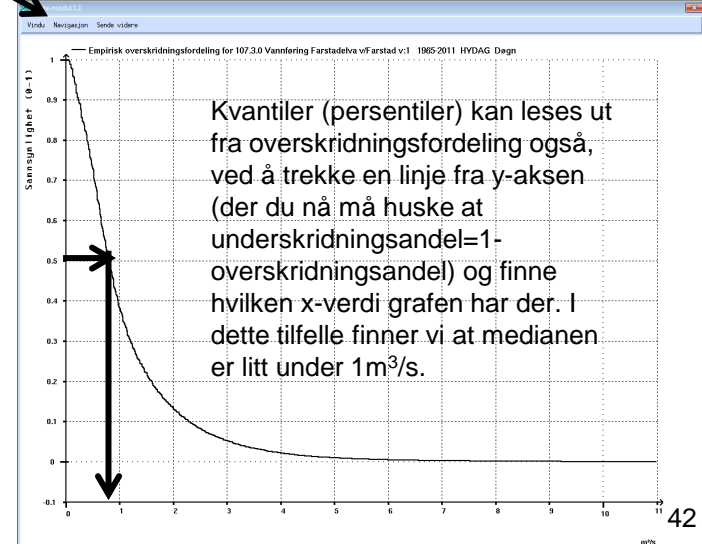 -modul 1.1
Vindu Navigasjon Sende videre
Empirisk overskridningsfordeling for 107.3.0 Vannføring Farstadelva v/Farstad v:1 1965-2011 HYDAG Døgn
Sannsynlighet (0-1)
1
0.9
0.8
0.7
0.6
0.5
0.4
0.3
0.2
0.1
0
-0.1
Kvantiler (persentiler) kan leses ut
fra overskridningsfordeling også,
ved å trekke en linje fra y-aksen
(der du nå må huske at
underskridningsandel=1-
overskridningsandel) og finne
hvilken x-verdi grafen har der. I
dette tilfelle finner vi at medianen
er litt under 1m³/s.
0 1 2 3 4 5 6 7 8 9 10 11
m³/s
42